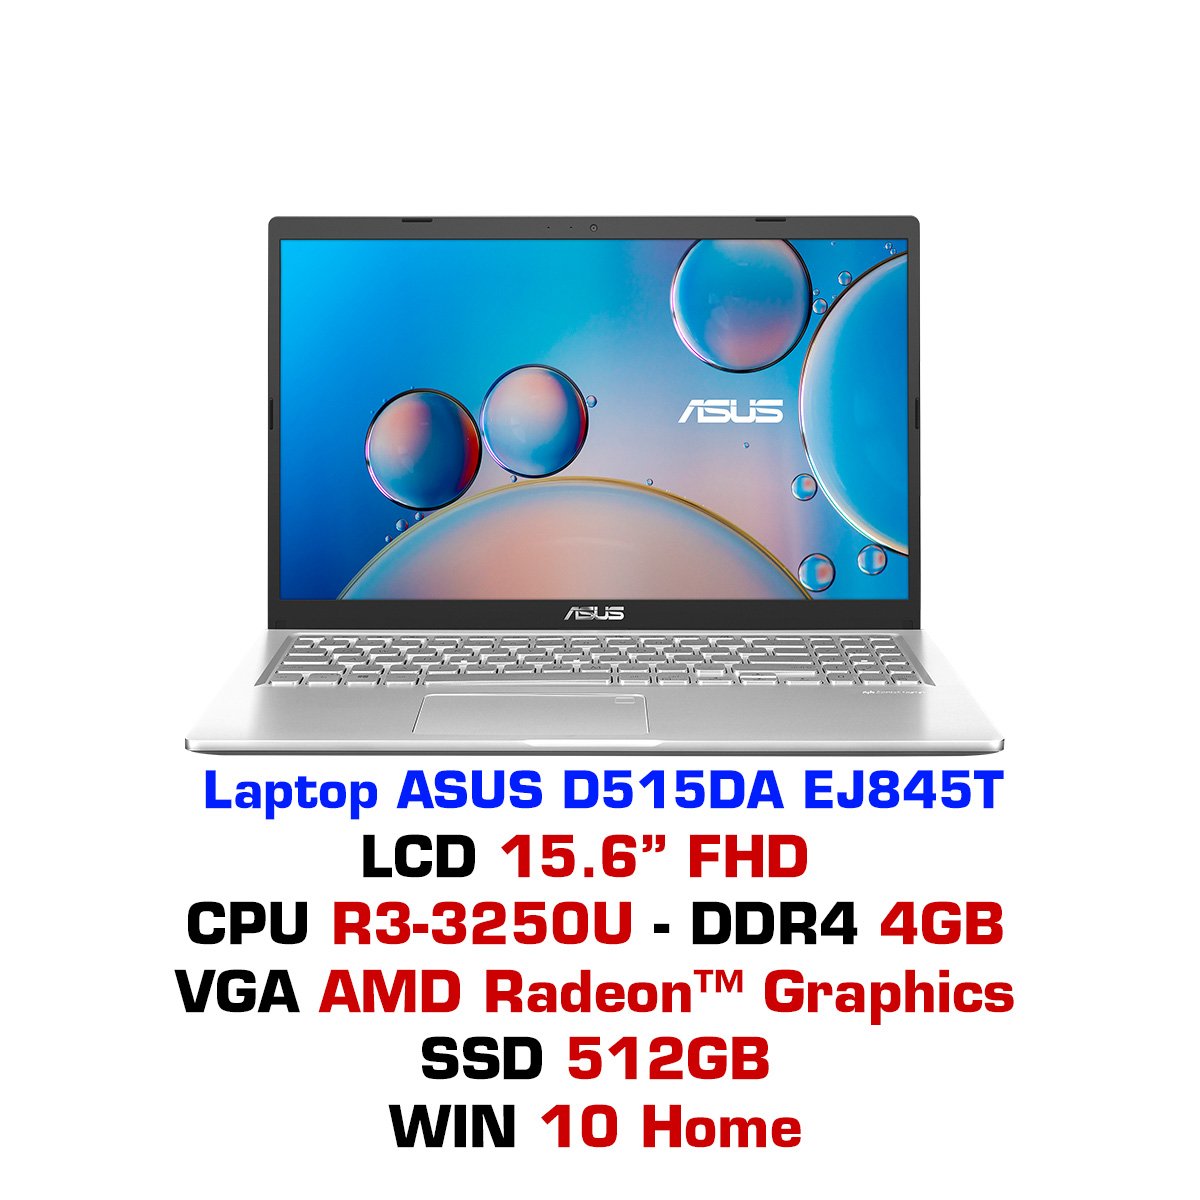 ASUS
ASUS
Laptop ASUS D515DA EJ845T
LCD 15.6” FHD
CPU R3-3250U - DDR4 4GB
VGA AMD Radeon™ Graphics
SSD 512GB
WIN 10 Home